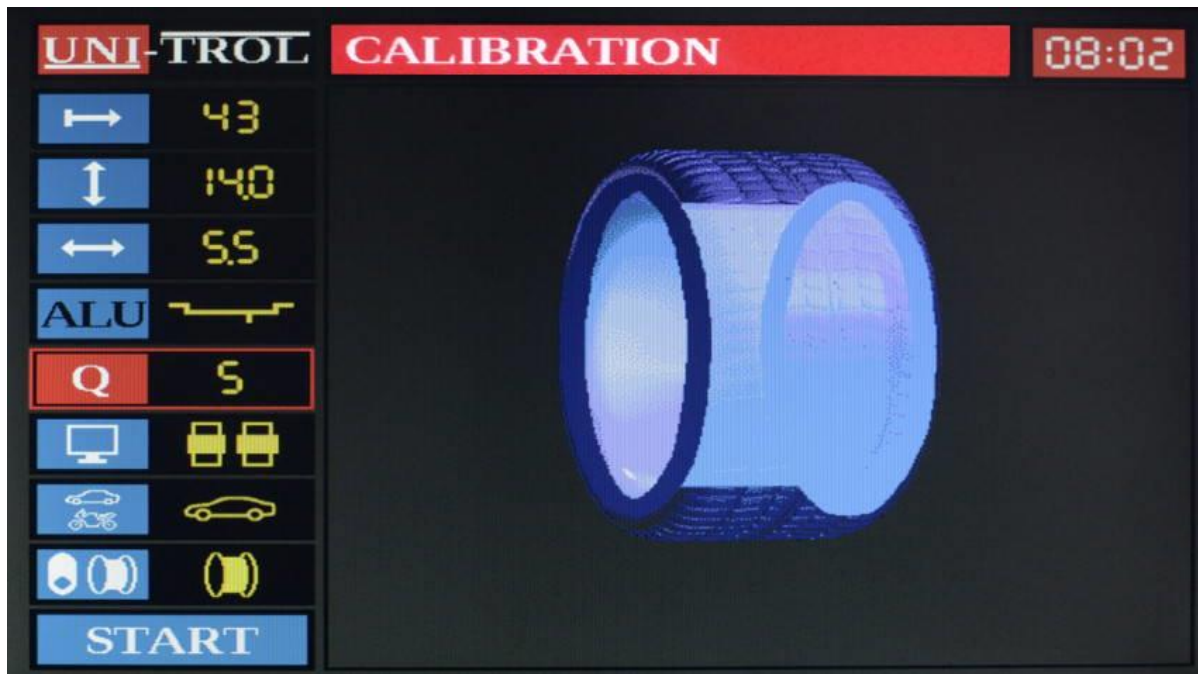 UNI-TROL
CALIBRATION
08:02
43
14.0
5.5
ALU
Q
5
START